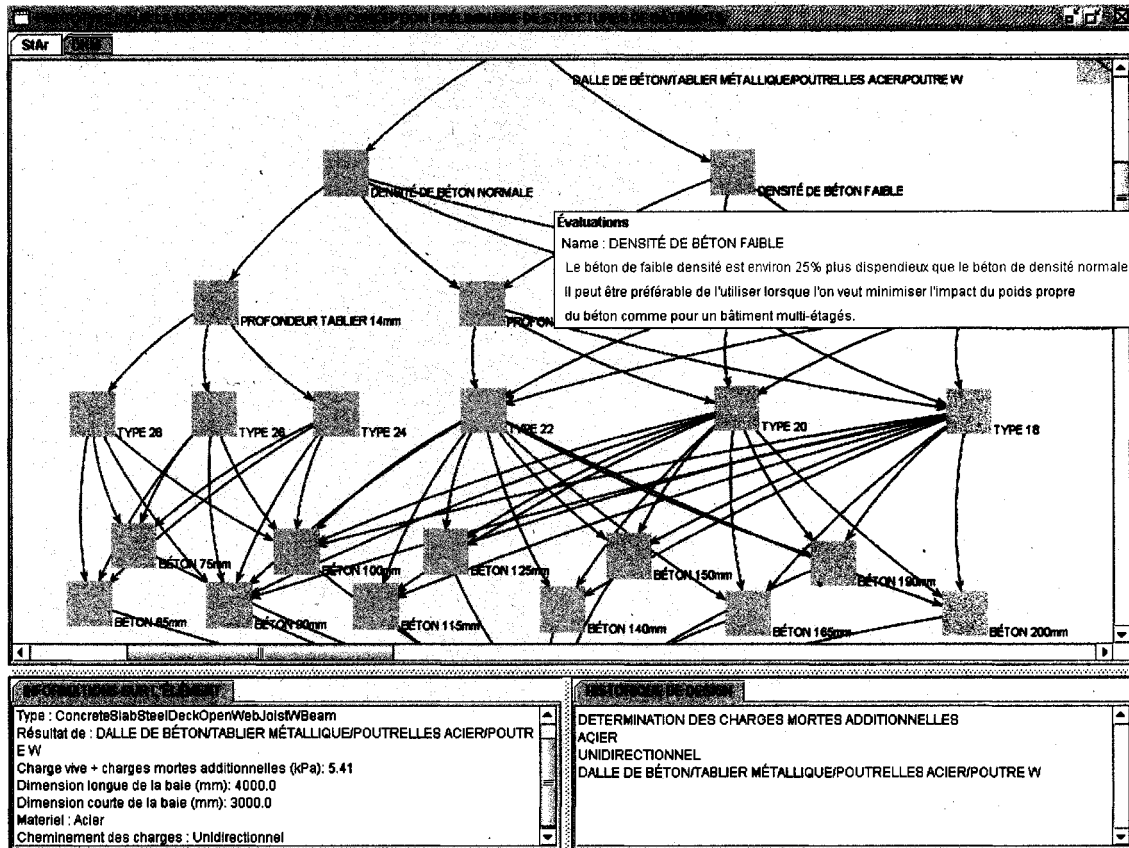 StAr
DALLE DE BÉTON/TABLIER MÉTALLIQUE/POUTRELLES ACIER/POUTRE W
DENSITÉ DE BÉTON NORMALE
DENSITÉ DE BÉTON FAIBLE
Évaluations
Name : DENSITÉ DE BÉTON FAIBLE
Le béton de faible densité est environ 25% plus dispendieux que le béton de densité normale
Il peut être préférable de l'utiliser lorsque l'on veut minimiser l'impact du poids propre
du béton comme pour un bâtiment multi-étagés.
PROFONDEUR TABLIER 14mm
TYPE 28
TYPE 26
TYPE 24
TYPE 22
TYPE 20
TYPE 18
BÉTON 75mm
BÉTON 100mm
BÉTON 125mm
BÉTON 150mm
BÉTON 190mm
BÉTON 85mm
BÉTON 90mm
BÉTON 115mm
BÉTON 140mm
BÉTON 165mm
BÉTON 200mm
INFORMATIONS SUR L'ÉLÉMENT
Type : ConcreteSlabSteelDeckOpenWebJoistWBeam
Résultat de : DALLE DE BÉTON/TABLIER MÉTALLIQUE/POUTRELLES ACIER/POUTR
E W
Charge vive + charges mortes additionnelles (kPa): 5.41
Dimension longue de la baie (mm): 4000.0
Dimension courte de la baie (mm): 3000.0
Materiel : Acier
Cheminement des charges : Unidirectionnel
HISTORIQUE DE DESIGN
DETERMINATION DES CHARGES MORTES ADDITIONNELLES
ACIER
UNIDIRECTIONNEL
DALLE DE BÉTON/TABLIER MÉTALLIQUE/POUTRELLES ACIER/POUTRE W